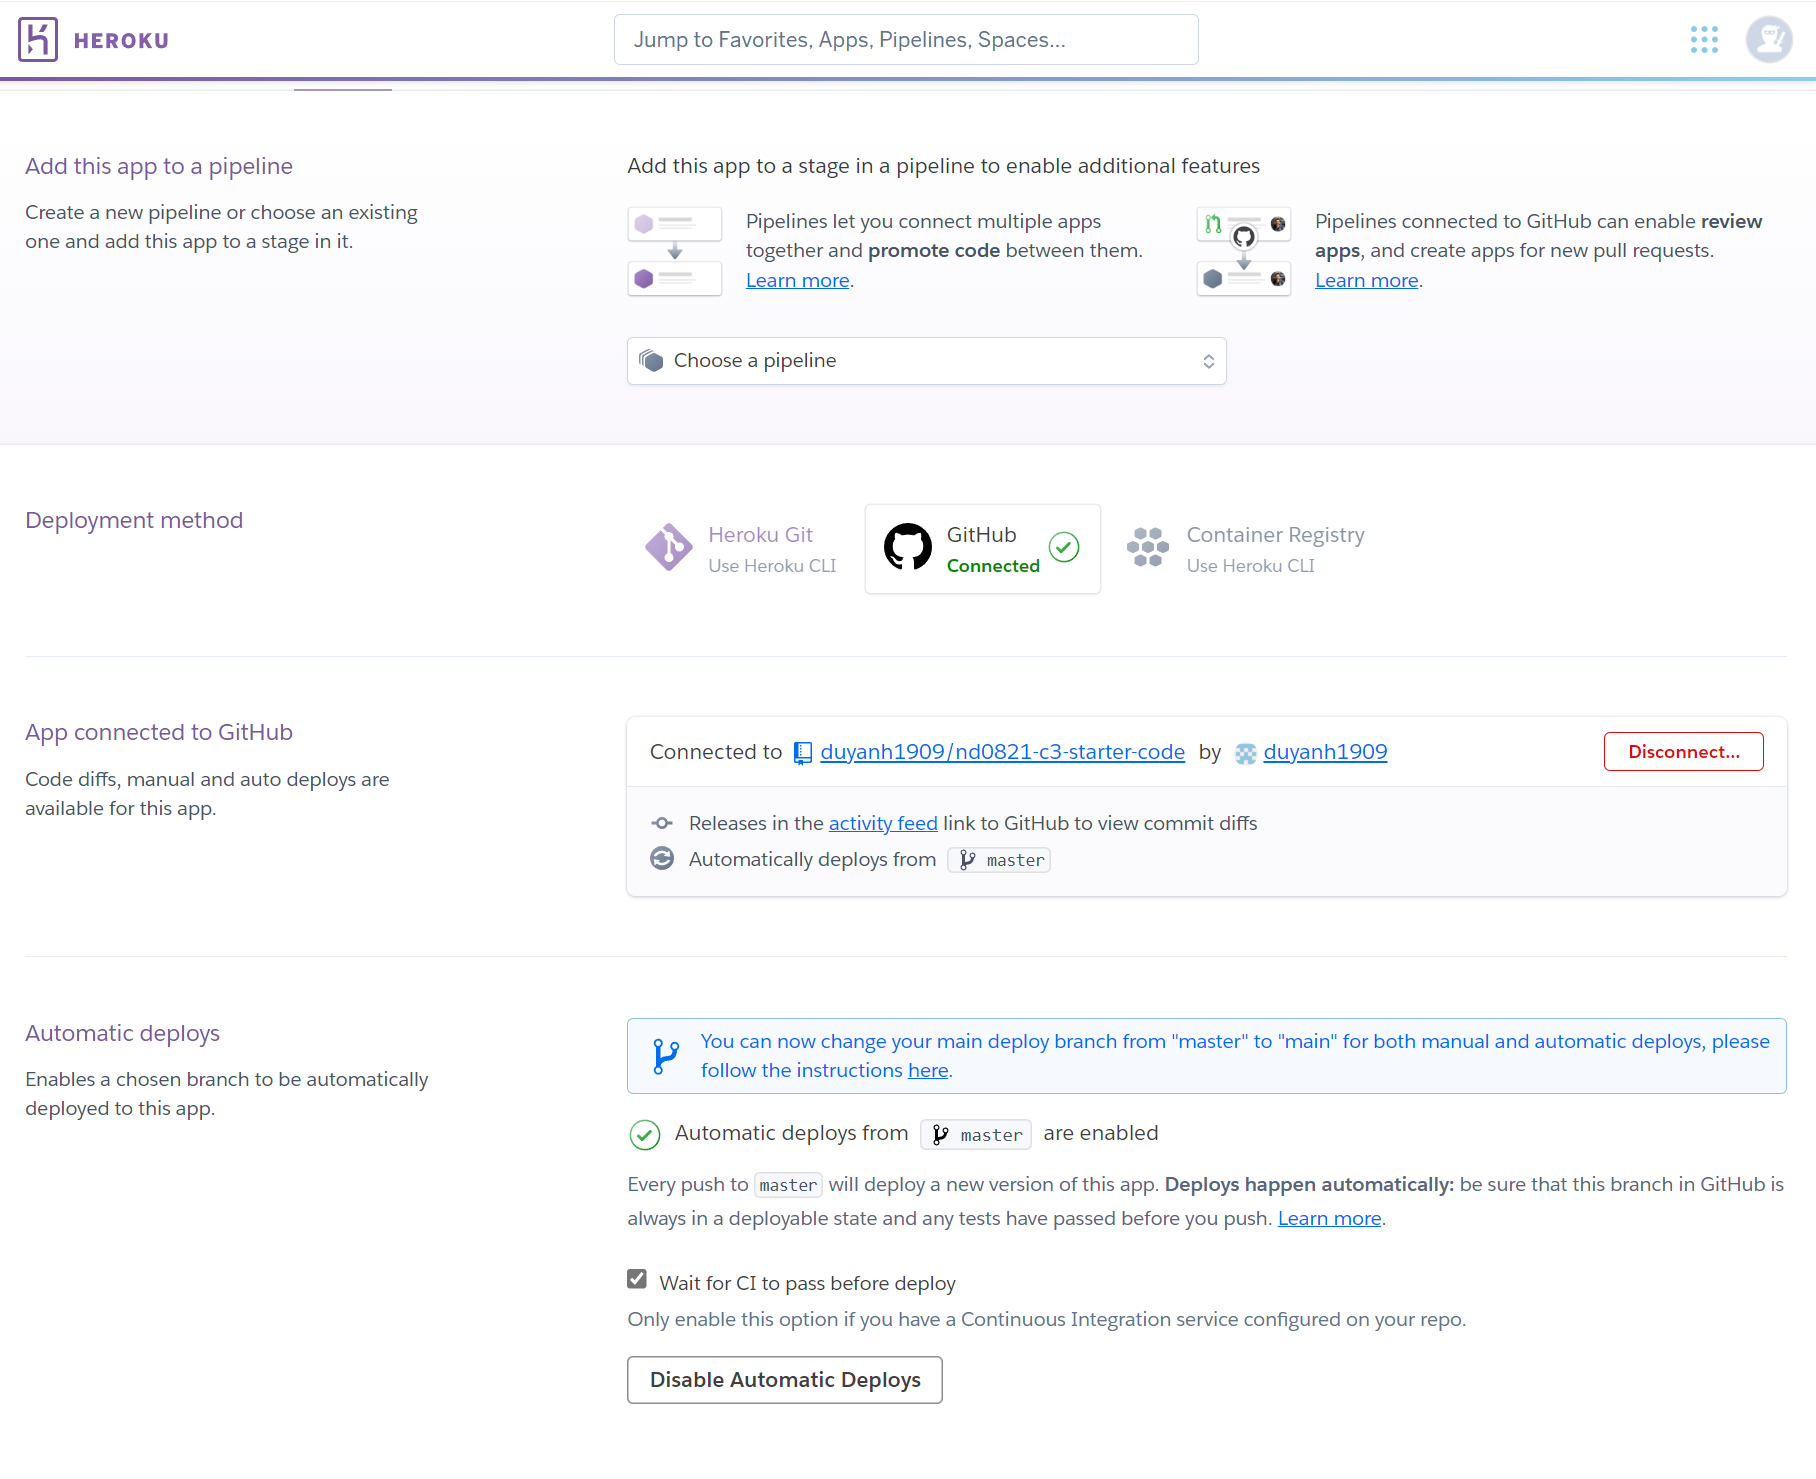 HEROKU
Jump to Favorites, Apps, Pipelines, Spaces...
Add this app to a pipeline
Create a new pipeline or choose an existing
one and add this app to a stage in it.
Add this app to a stage in a pipeline to enable additional features
Pipelines let you connect multiple apps
together and promote code between them.
Learn more.
Pipelines connected to GitHub can enable review
apps, and create apps for new pull requests.
Learn more.
Choose a pipeline
Deployment method
Heroku Git
Use Heroku CLI
GitHub
Connected
Container Registry
Use Heroku CLI
App connected to GitHub
Code diffs, manual and auto deploys are
available for this app.
Connected to duyanh1909/nd0821-c3-starter-code by duyanh1909
Disconnect...
Releases in the activity feed link to GitHub to view commit diffs
Automatically deploys from master
Automatic deploys
Enables a chosen branch to be automatically
deployed to this app.
You can now change your main deploy branch from "master" to "main" for both manual and automatic deploys, please
follow the instructions here.
Automatic deploys from master are enabled
Every push to master will deploy a new version of this app. Deploys happen automatically: be sure that this branch in GitHub is
always in a deployable state and any tests have passed before you push. Learn more.
Wait for CI to pass before deploy
Only enable this option if you have a Continuous Integration service configured on your repo.
Disable Automatic Deploys